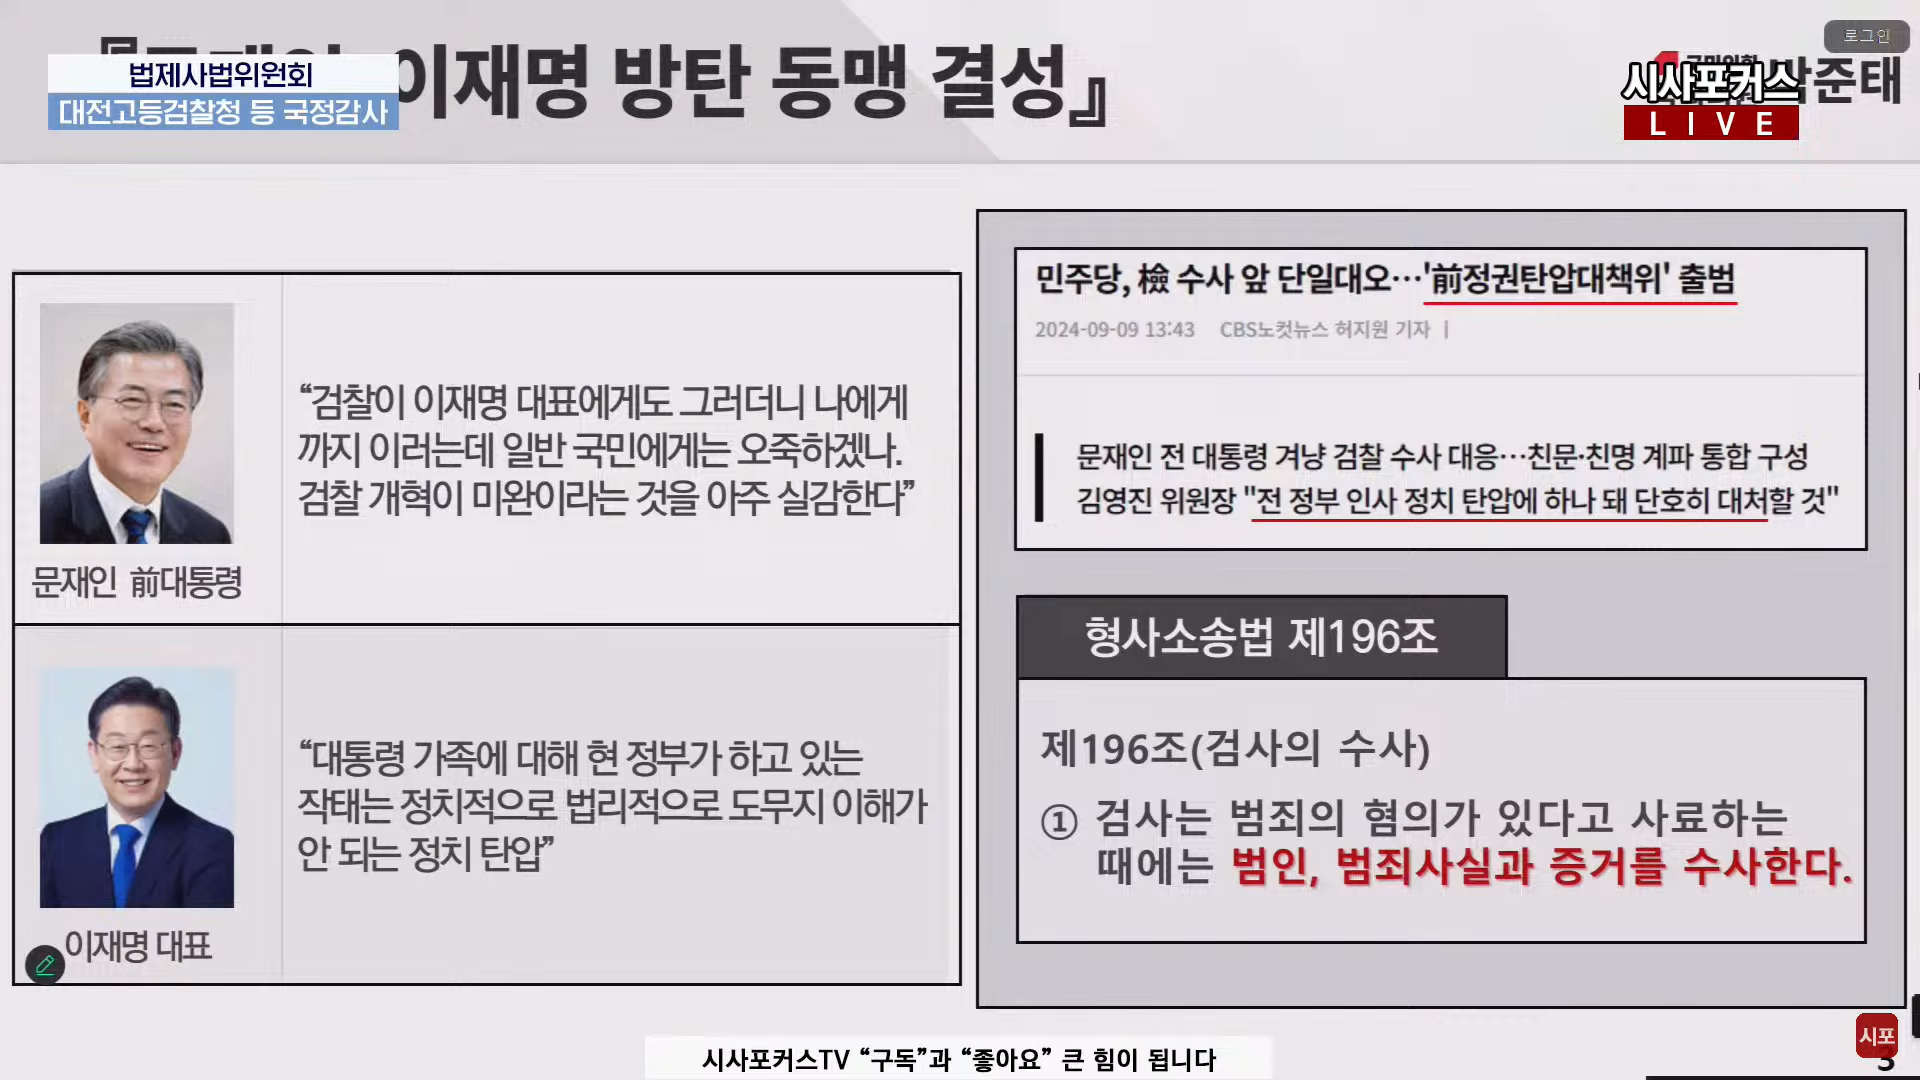 이재명 방탄 동맹 결성』
법제사법위원회
대전고등검찰청 등 국정감사
로그인
박준태
시사포커스
LIVE
“검찰이 이재명 대표에게도 그러더니 나에게
까지 이러는데 일반 국민에게는 오죽하겠나.
검찰 개혁이 미완이라는 것을 아주 실감한다”
문재인 前대통령
“대통령 가족에 대해 현 정부가 하고 있는
작태는 정치적으로 법리적으로 도무지 이해가
안 되는 정치 탄압”
이재명 대표
민주당, 檢 수사 앞 단일대오…'前정권탄압대책위' 출범
2024-09-09 13:43 CBS노컷뉴스 허지원 기자 |
문재인 전 대통령 겨냥 검찰 수사 대응…친문·친명 계파 통합 구성
김영진 위원장 "전 정부 인사 정치 탄압에 하나 돼 단호히 대처할 것"
형사소송법 제196조
제196조(검사의 수사)
① 검사는 범죄의 혐의가 있다고 사료하는
때에는 범인, 범죄사실과 증거를 수사한다.
시사포커스TV “구독”과 “좋아요” 큰 힘이 됩니다
시포
3